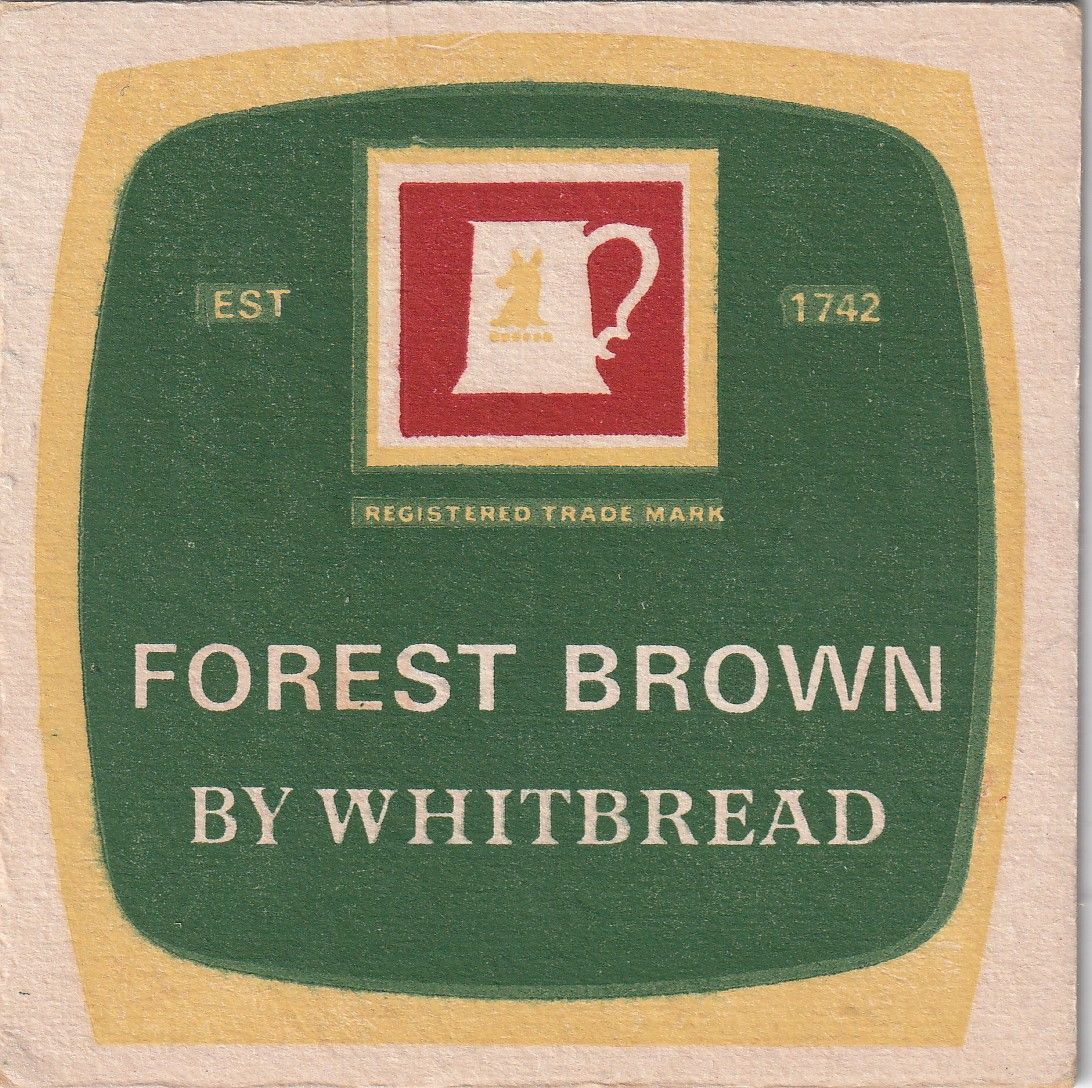 EST 1742
REGISTERED TRADE MARK
FOREST BROWN
BY WHITBREAD